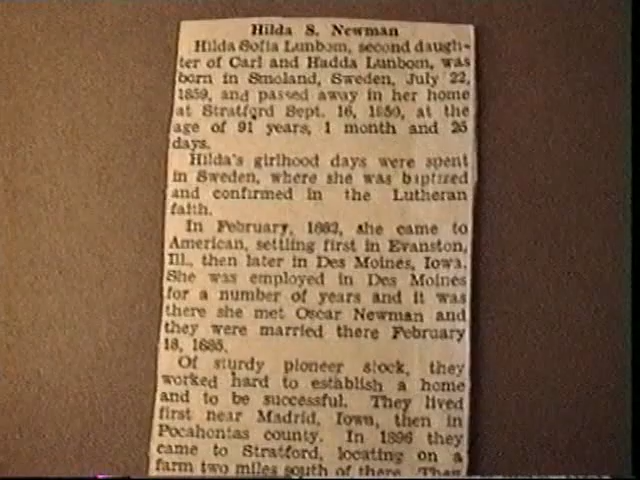 Hilda S. Newman
Hilda Sofia Lunbom, second daugh-
ter of Carl and Hadda Lunbom, was
born in Smoland, Sweden, July 22,
1859, and passed away in her home
at Stratford Sept. 16, 1950, at the
age of 91 years, 1 month and 25
days.
Hilda's girlhood days were spent
in Sweden, where she was baptized
and confirmed in the Lutheran
faith.
In February, 1882, she came to
American, settling first in Evanston,
Ill., then later in Des Moines, Iowa.
She was employed in Des Moines
for a number of years and it was
there she met Oscar Newman and
they were married there February
18, 1885.
Of sturdy pioneer stock, they
worked hard to establish a home
and to be successful. They lived
first near Madrid, Iowa, then in
Pocahontas county. In 1896 they
came to Stratford, locating on a
farm two miles south of there. They